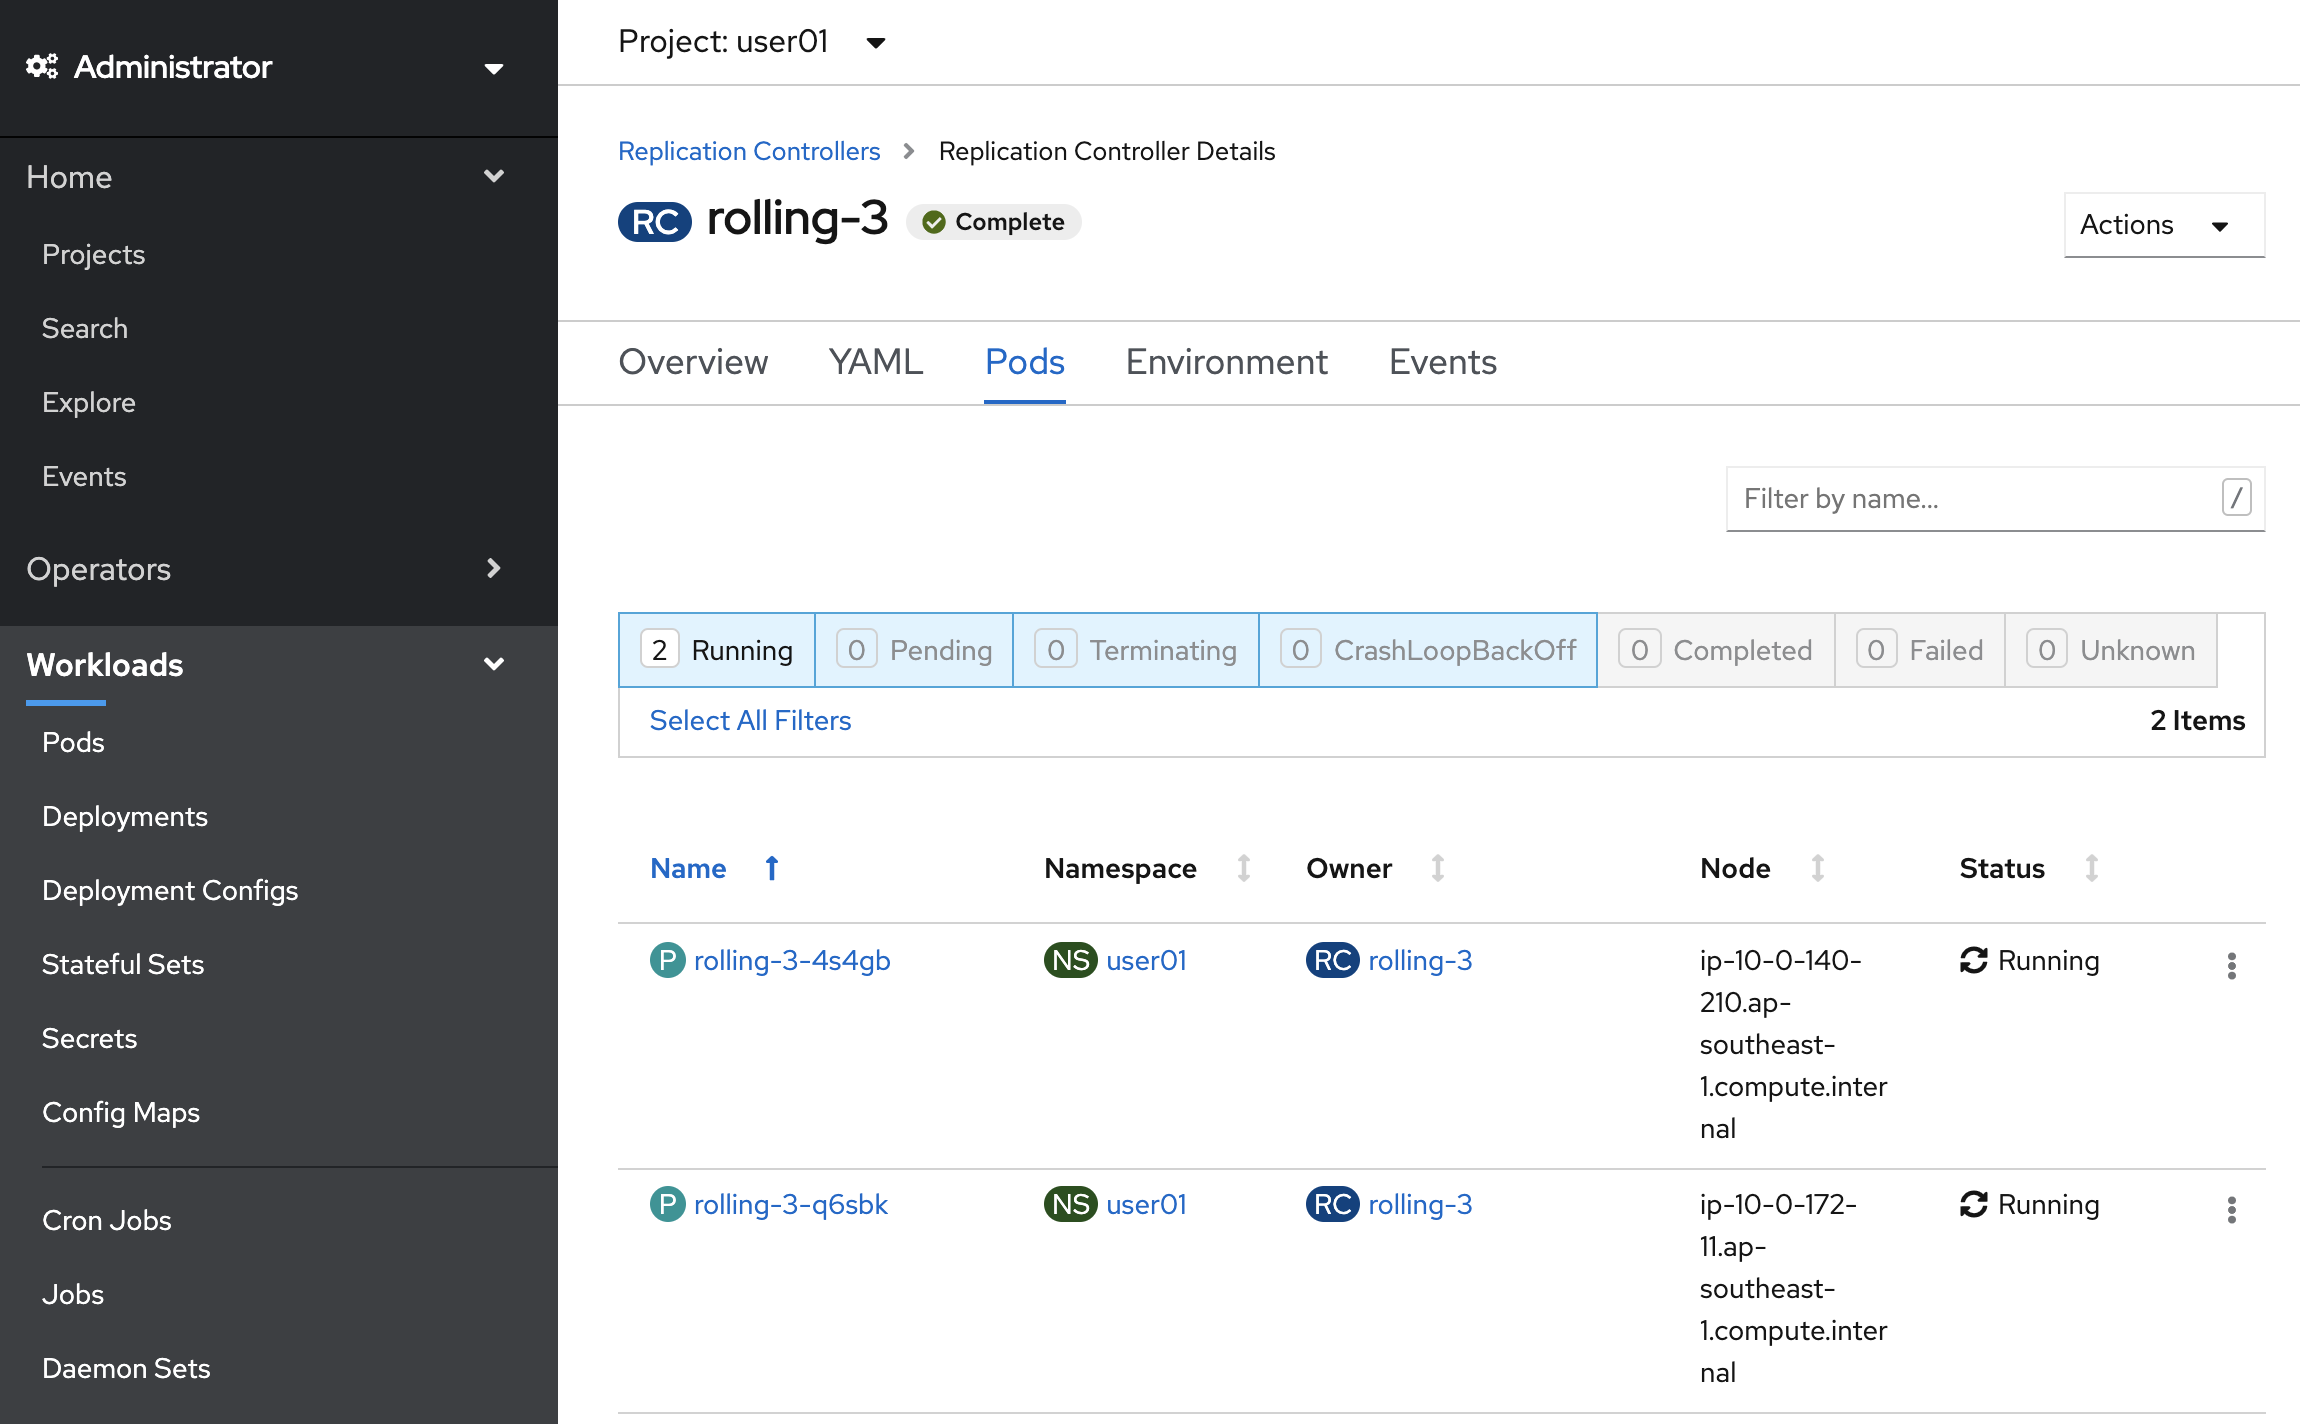 Administrator
Home
Projects
Search
Explore
Events
Operators
Workloads
Pods
Deployments
Deployment Configs
Stateful Sets
Secrets
Config Maps
Cron Jobs
Jobs
Daemon Sets
Project: user01
Replication Controllers Replication Controller Details
RC rolling-3 Complete
Actions
Overview YAML Pods Environment Events
Filter by name... /
2 Running 0 Pending 0 Terminating 0 CrashLoopBackOff 0 Completed 0 Failed 0 Unknown
Select All Filters 2 Items
Name Namespace Owner Node Status
P rolling-3-4s4gb NS user01 RC rolling-3 ip-10-0-140- Running
210.ap-
southeast-
1.compute.inter
nal
P rolling-3-q6sbk NS user01 RC rolling-3 ip-10-0-172- Running
11.ap-
southeast-
1.compute.inter
nal